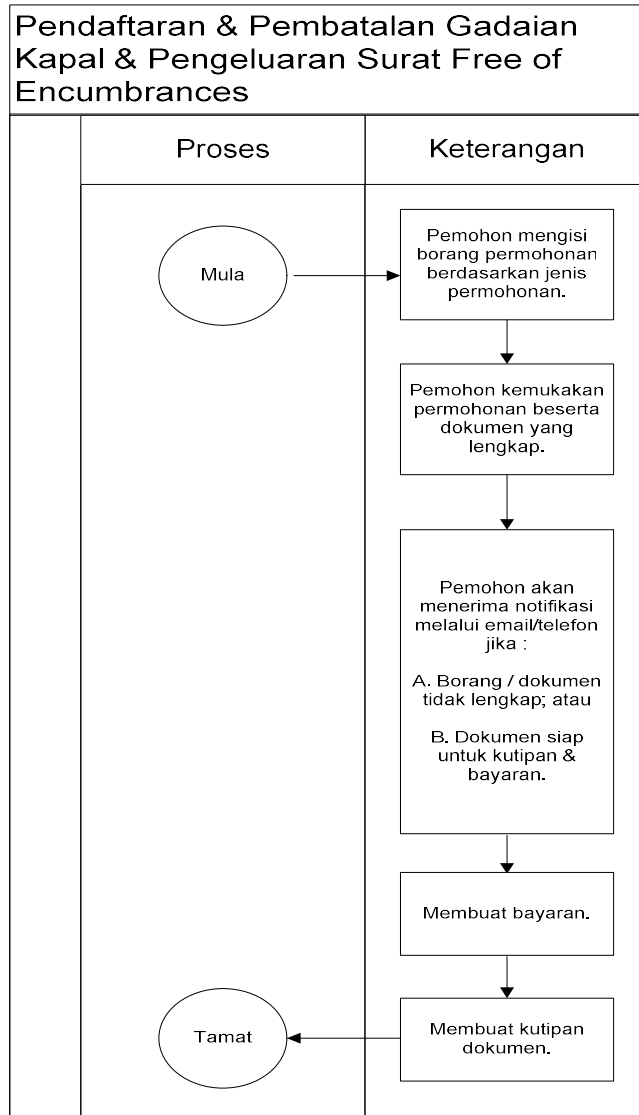 Pendaftaran & Pembatalan Gadaian
Kapal & Pengeluaran Surat Free of
Encumbrances
Proses
Keterangan
Mula
Pemohon mengisi
borang permohonan
berdasarkan jenis
permohonan.
Pemohon kemukakan
permohonan beserta
dokumen yang
lengkap.
Pemohon akan
menerima notifikasi
melalui email/telefon
jika :
A. Borang / dokumen
tidak lengkap; atau
B. Dokumen siap
untuk kutipan &
bayaran.
Membuat bayaran.
Tamat
Membuat kutipan
dokumen.